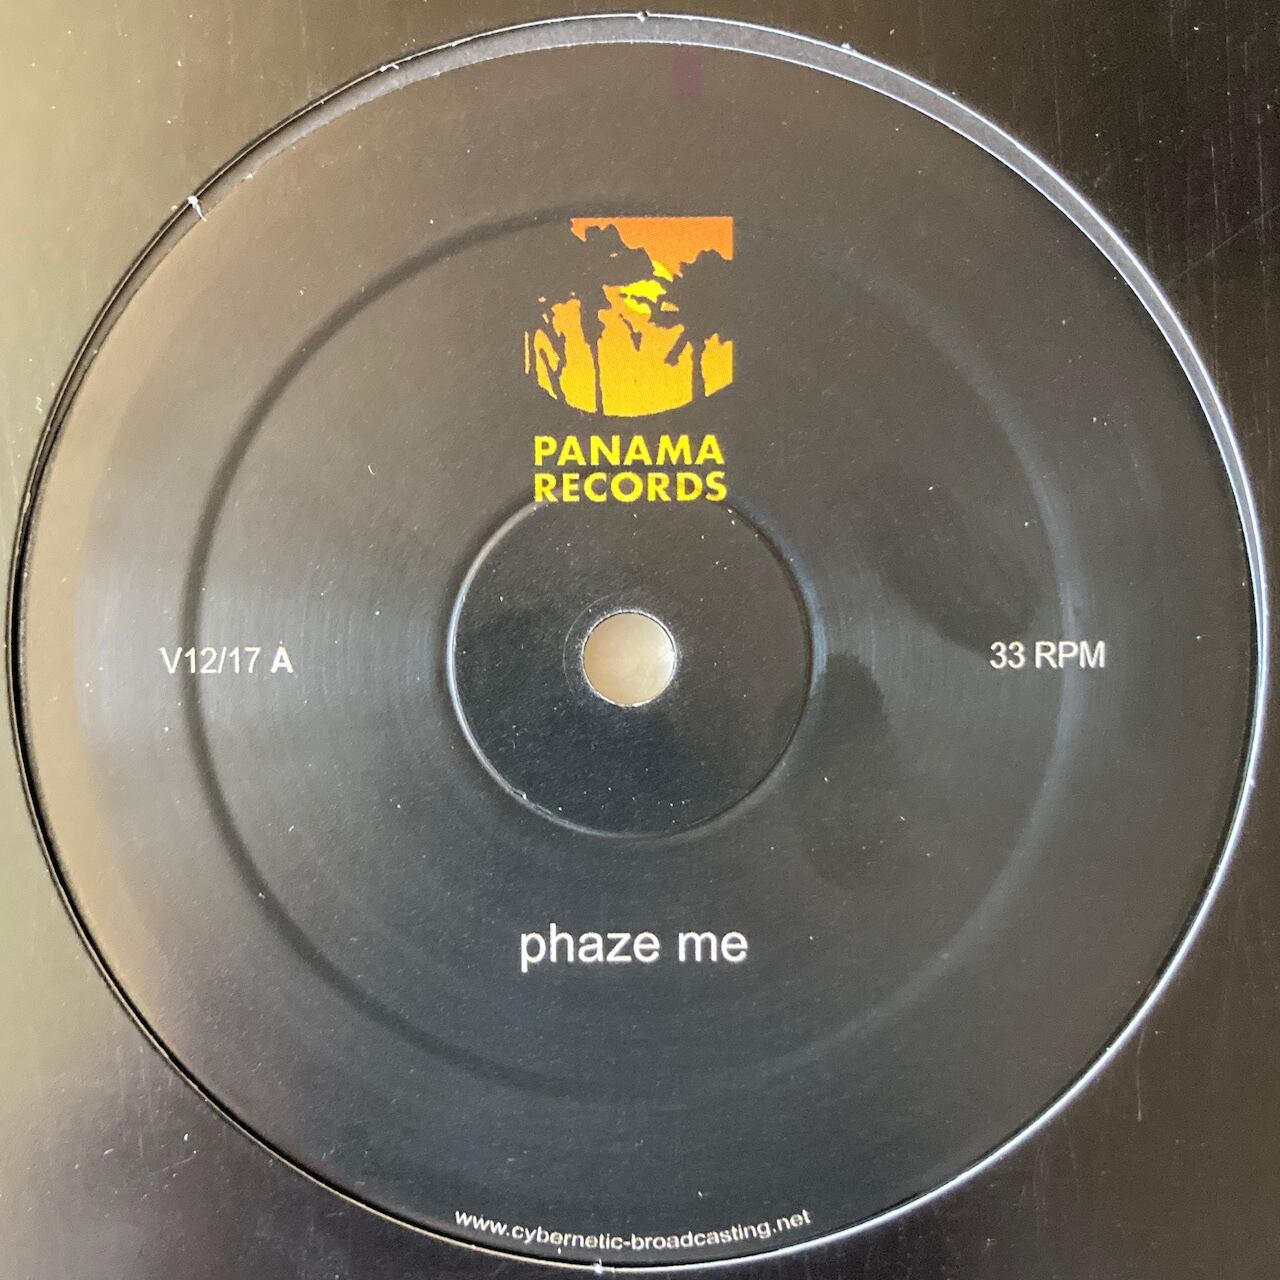 PANAMA
RECORDS
V12/17 A
33 RPM
phaze me
www.cybernetic-broadcasting.net